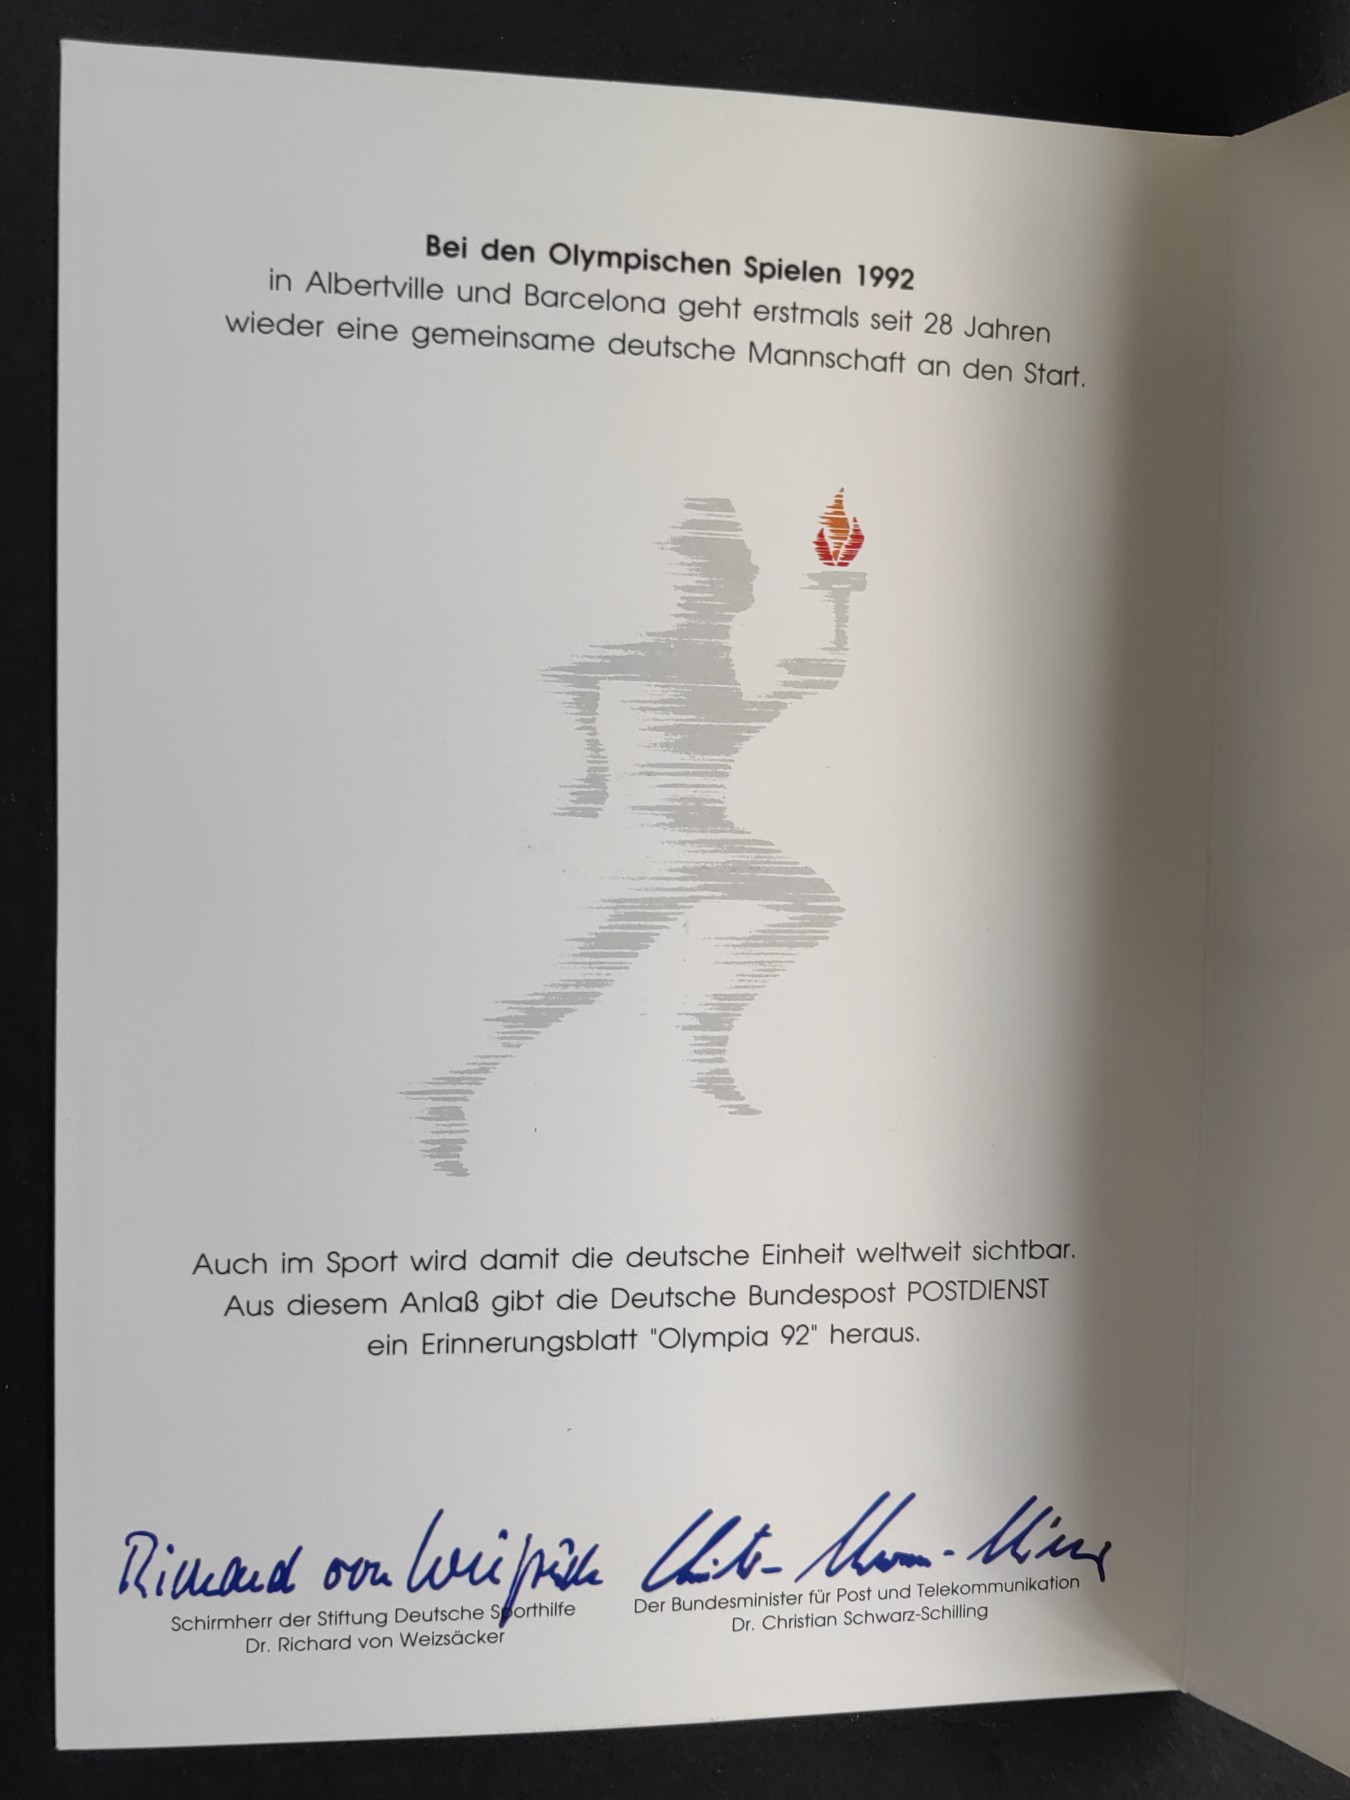 Bei den Olympischen Spielen 1992
in Albertville und Barcelona geht erstmals seit 28 Jahren
wieder eine gemeinsame deutsche Mannschaft an den Start.
Auch im Sport wird damit die deutsche Einheit weltweit sichtbar.
Aus diesem Anlaß gibt die Deutsche Bundespost POSTDIENST
ein Erinnerungsblatt "Olympia 92" heraus.
Richard von Weizsäcker
Christian Schwarz-Schilling
Schirmherr der Stiftung Deutsche Sporthilfe
Dr. Richard von Weizsäcker
Der Bundesminister für Post und Telekommunikation
Dr. Christian Schwarz-Schilling